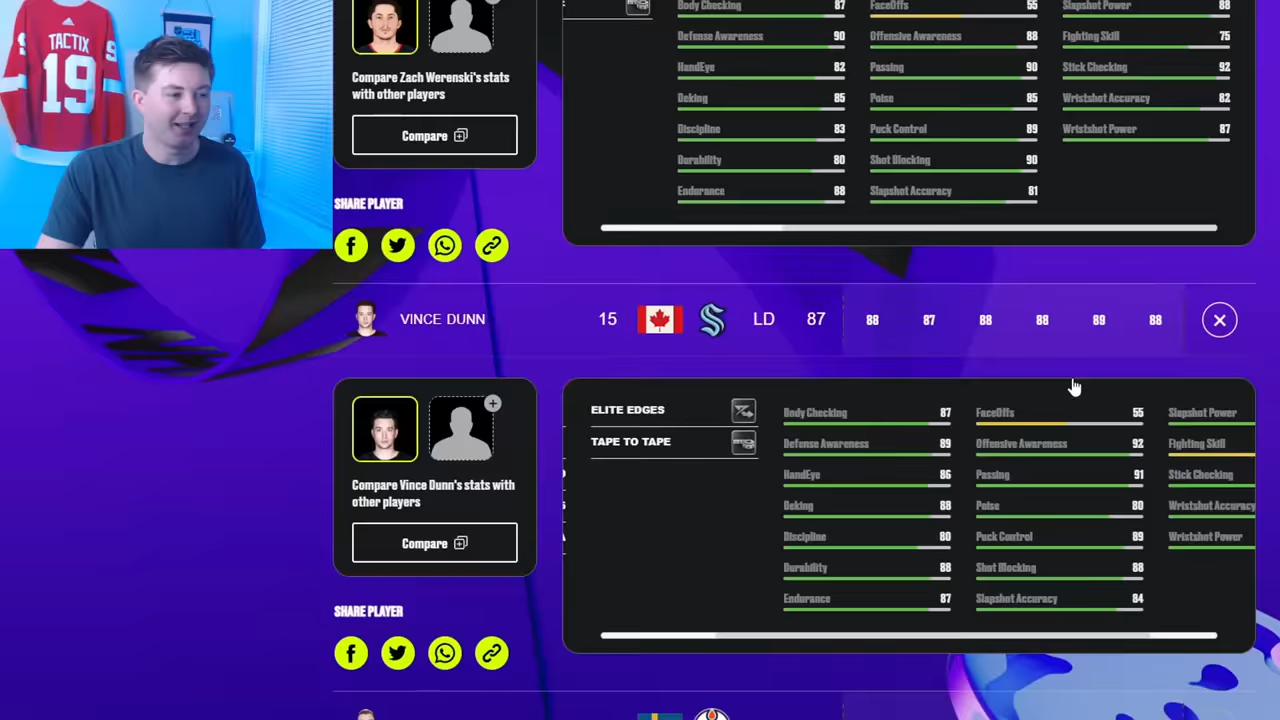 TACTIX
19
Compare Zach Werenski's stats
with other players
Compare
SHARE PLAYER
Body Checking 87
Defense Awareness 90
HandEye 82
Deking 85
Discipline 83
Durability 80
Endurance 88
FaceOffs 55
Offensive Awareness 88
Passing 90
Poise 85
Puck Control 89
Shot Blocking 90
Slapshot Accuracy 81
Slapshot Power 88
Fighting Skill 75
Stick Checking 92
Wristshot Accuracy 82
Wristshot Power 87
VINCE DUNN 15 LD 87 88 87 88 88 89 88
Compare Vince Dunn's stats with
other players
Compare
SHARE PLAYER
ELITE EDGES
TAPE TO TAPE
Body Checking 87
Defense Awareness 89
HandEye 86
Deking 88
Discipline 80
Durability 88
Endurance 87
FaceOffs 55
Offensive Awareness 92
Passing 91
Poise 80
Puck Control 89
Shot Blocking 88
Slapshot Accuracy 84
Slapshot Power
Fighting Skill
Stick Checking
Wristshot Accuracy
Wristshot Power